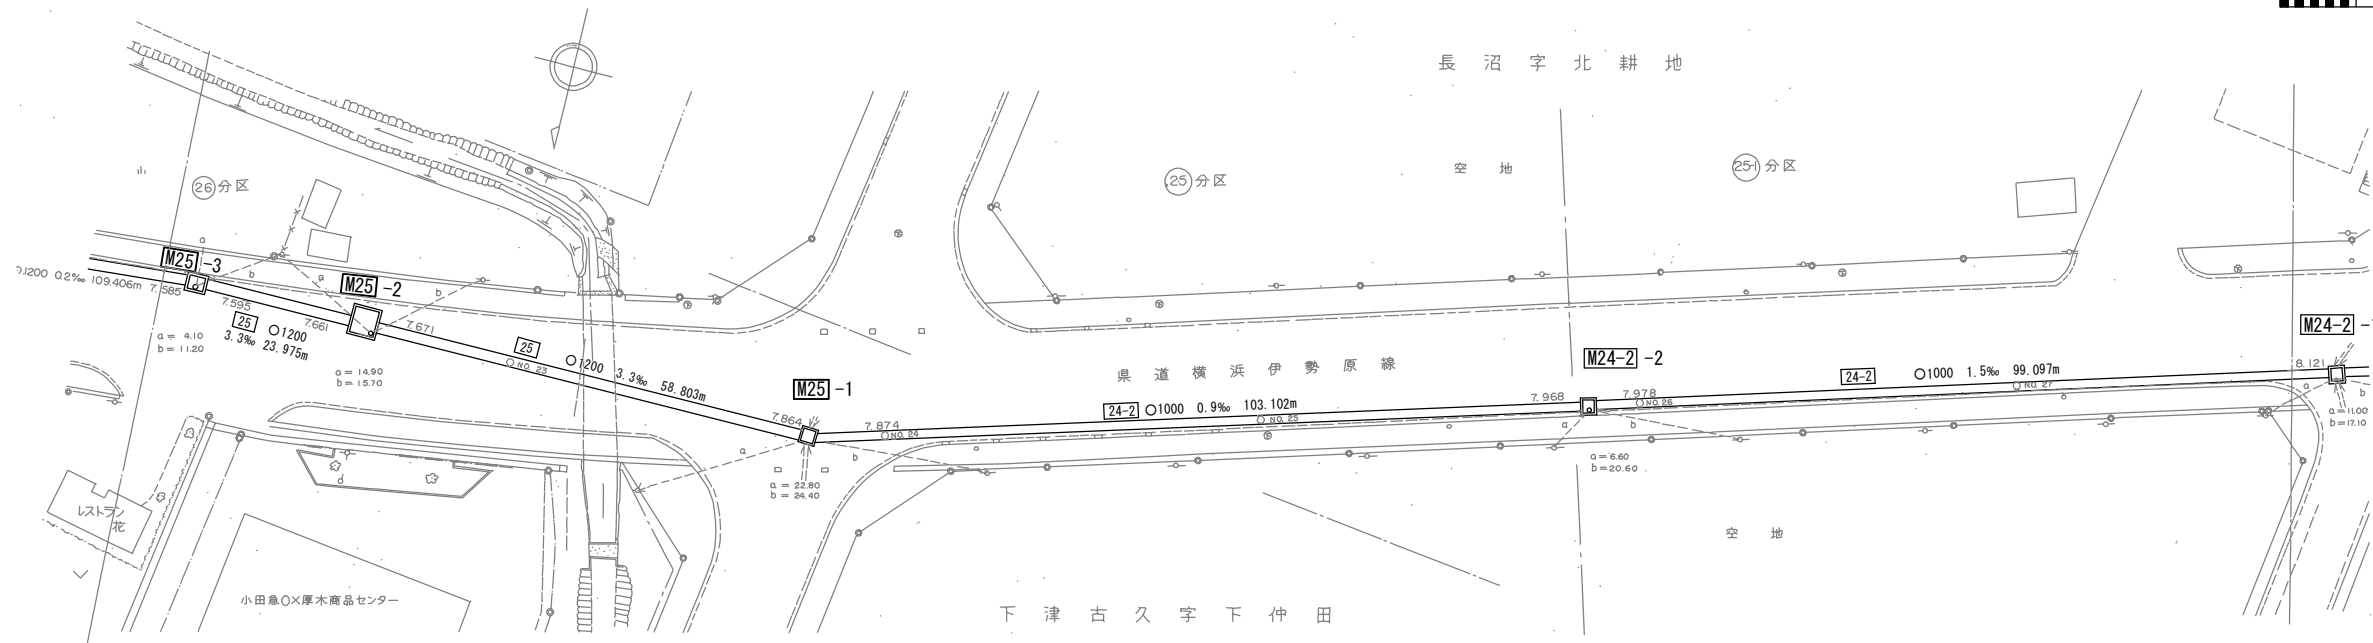 長沼字北耕地
26分区
25分区
空地
25-1分区
M25-3
a
b
a
b
M25-2
1200 0.2‰ 109.406m 7.585
7.595
25
○1200
3.3‰ 23.975m
7.661
7.671
a = 4.10
b = 11.20
a = 14.90
b = 15.70
25
○1200 3.3‰ 58.803m
NO. 23
M25-1
7.864
7.874
NO. 24
a
b
a = 22.80
b = 24.40
県道横浜伊勢原線
24-2 ○1000 0.9‰ 103.102m
NO. 25
M24-2-2
7.968
7.978
NO. 26
a
b
a = 6.60
b = 20.60
24-2 ○1000 1.5‰ 99.097m
NO. 27
M24-2
8.121
a
b
a = 11.00
b = 17.10
レストラン
花
小田急OX厚木商品センター
下津古久字下仲田
空地